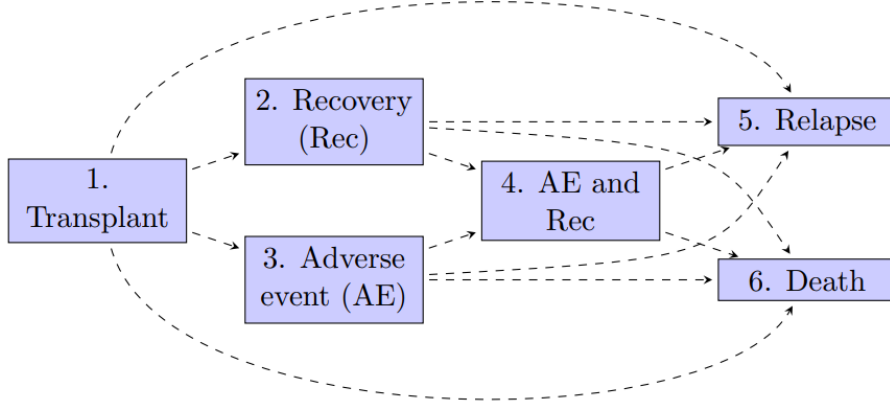 1.
Transplant
2. Recovery
(Rec)
3. Adverse
event (AE)
4. AE and
Rec
5. Relapse
6. Death